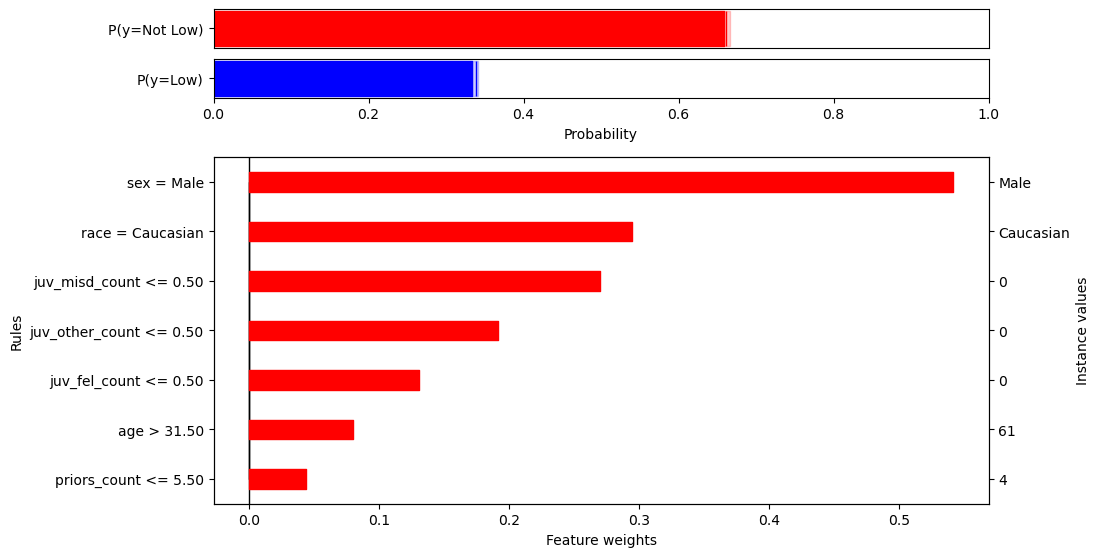 P(y=Not Low)
P(y=Low)
0.0 0.2 0.4 0.6 0.8 1.0
Probability
Rules
sex = Male Male
race = Caucasian Caucasian
juv_misd_count <= 0.50 0
juv_other_count <= 0.50 0
juv_fel_count <= 0.50 0
age > 31.50 61
priors_count <= 5.50 4
Instance values
0.0 0.1 0.2 0.3 0.4 0.5
Feature weights